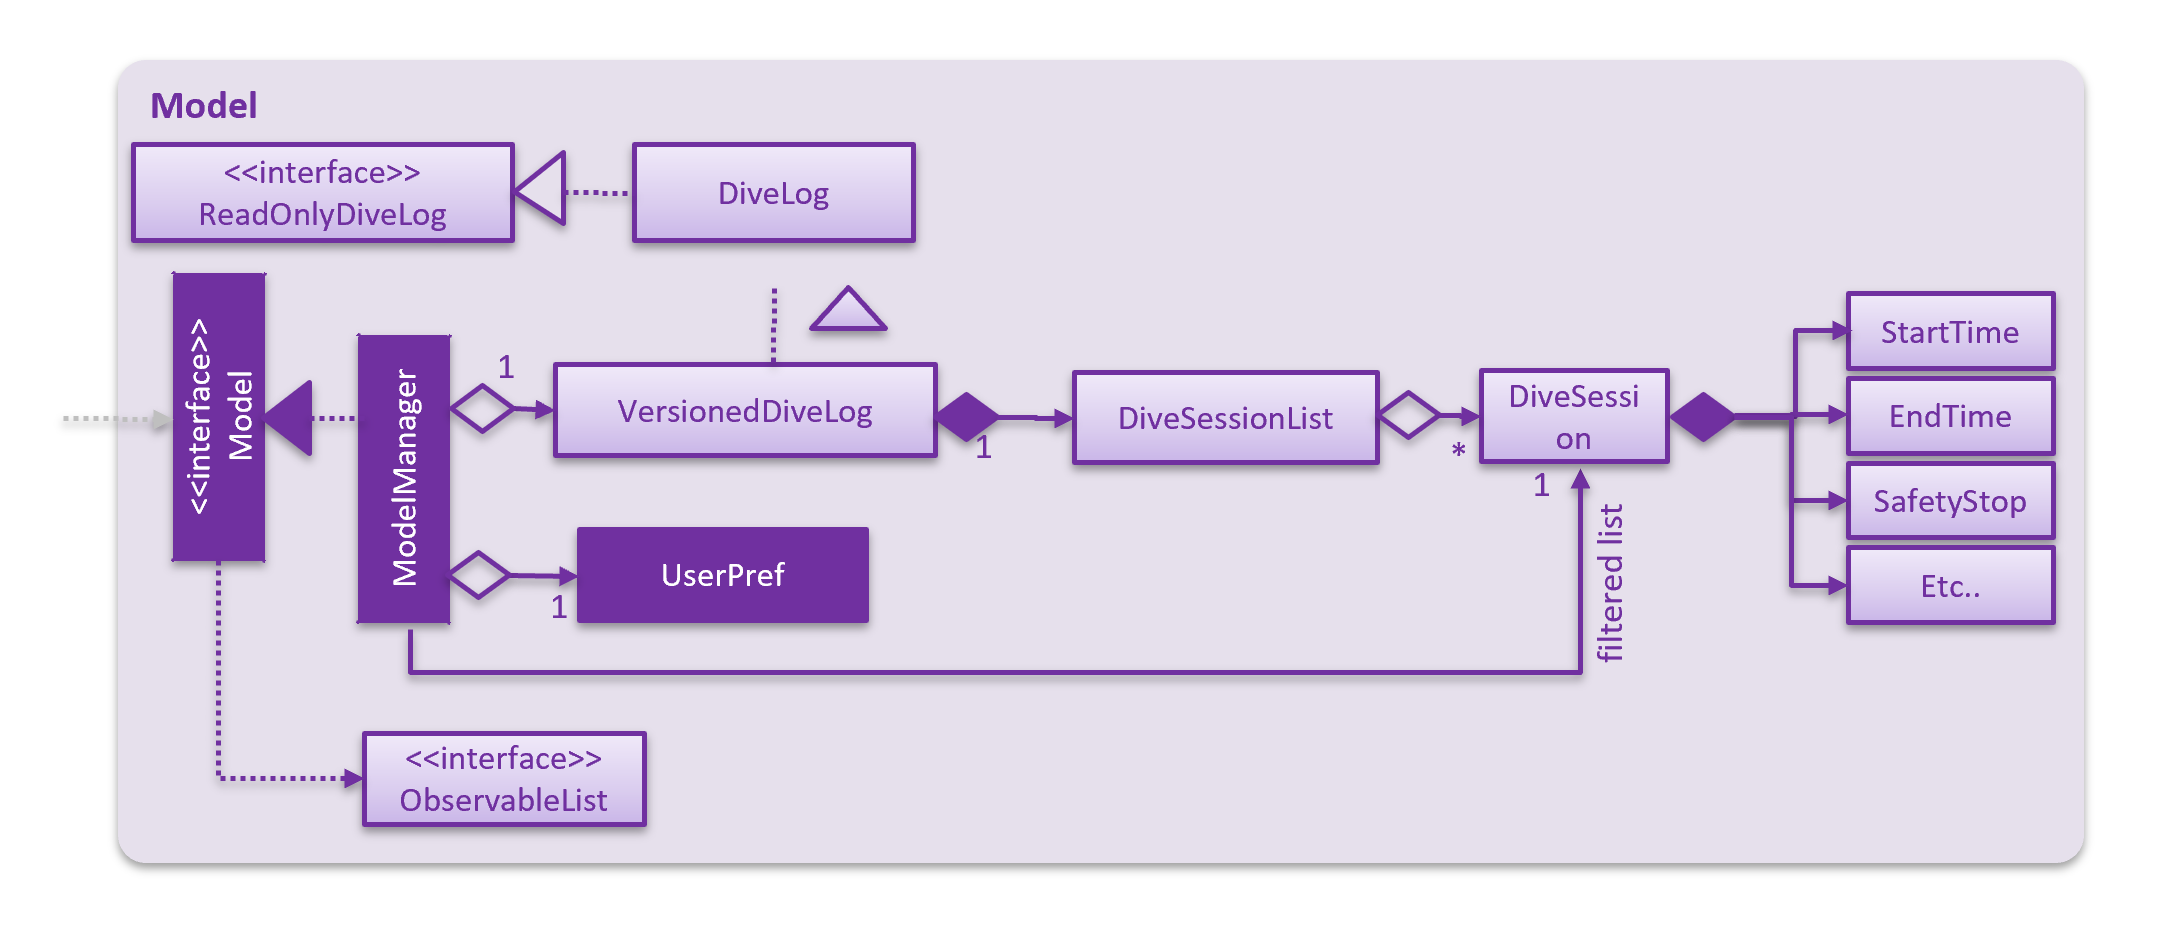 Model
<<interface>>
ReadOnlyDiveLog
DiveLog
<<interface>>
Model
ModelManager
1
VersionedDiveLog
1
DiveSessionList
*
DiveSessi
on
1
filtered list
StartTime
EndTime
SafetyStop
Etc..
UserPref
1
<<interface>>
ObservableList